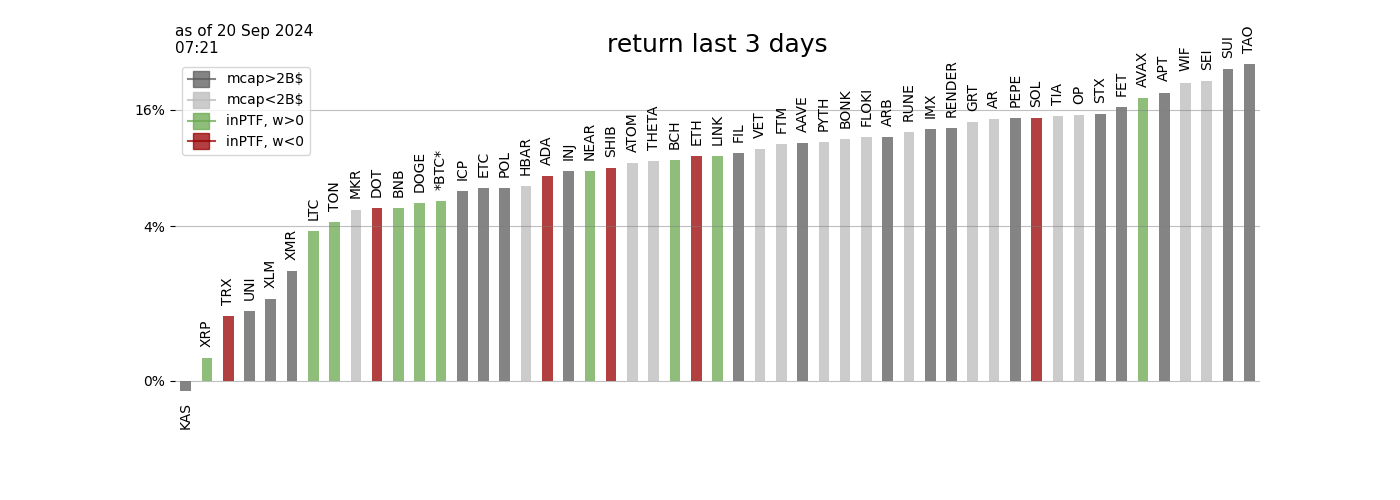 as of 20 Sep 2024
07:21
return last 3 days
mcap>2B$
mcap<2B$
inPTF, w>0
inPTF, w<0
16%
4%
0%
KAS
XRP
TRX
UNI
XLM
XMR
LTC
TON
MKR
DOT
BNB
DOGE
*BTC*
ICP
ETC
POL
HBAR
ADA
INJ
NEAR
SHIB
ATOM
THETA
BCH
ETH
LINK
FIL
VET
FTM
AAVE
PYTH
BONK
FLOKI
ARB
RUNE
IMX
RENDER
GRT
AR
PEPE
SOL
TIA
OP
STX
FET
AVAX
APT
WIF
SEI
SUI
TAO